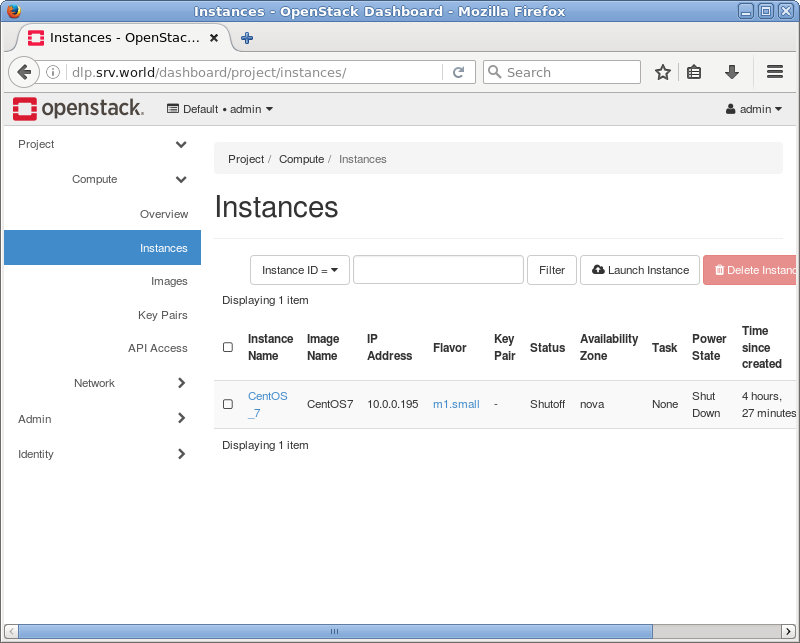 Instances - OpenStack Dashboard - Mozilla Firefox
Instances - OpenStac...
dlp.srv.world/dashboard/project/instances/
Search
openstack.
Default • admin
admin
Project
Compute
Overview
Instances
Images
Key Pairs
API Access
Network
Admin
Identity
Project / Compute / Instances
Instances
Instance ID =
Filter
Launch Instance
Delete Instanc
Displaying 1 item
Instance Name
Image Name
IP Address
Flavor
Key Pair
Status
Availability Zone
Task
Power State
Time since created
CentOS_7
CentOS7
10.0.0.195
m1.small
-
Shutoff
nova
None
Shut Down
4 hours, 27 minutes
Displaying 1 item